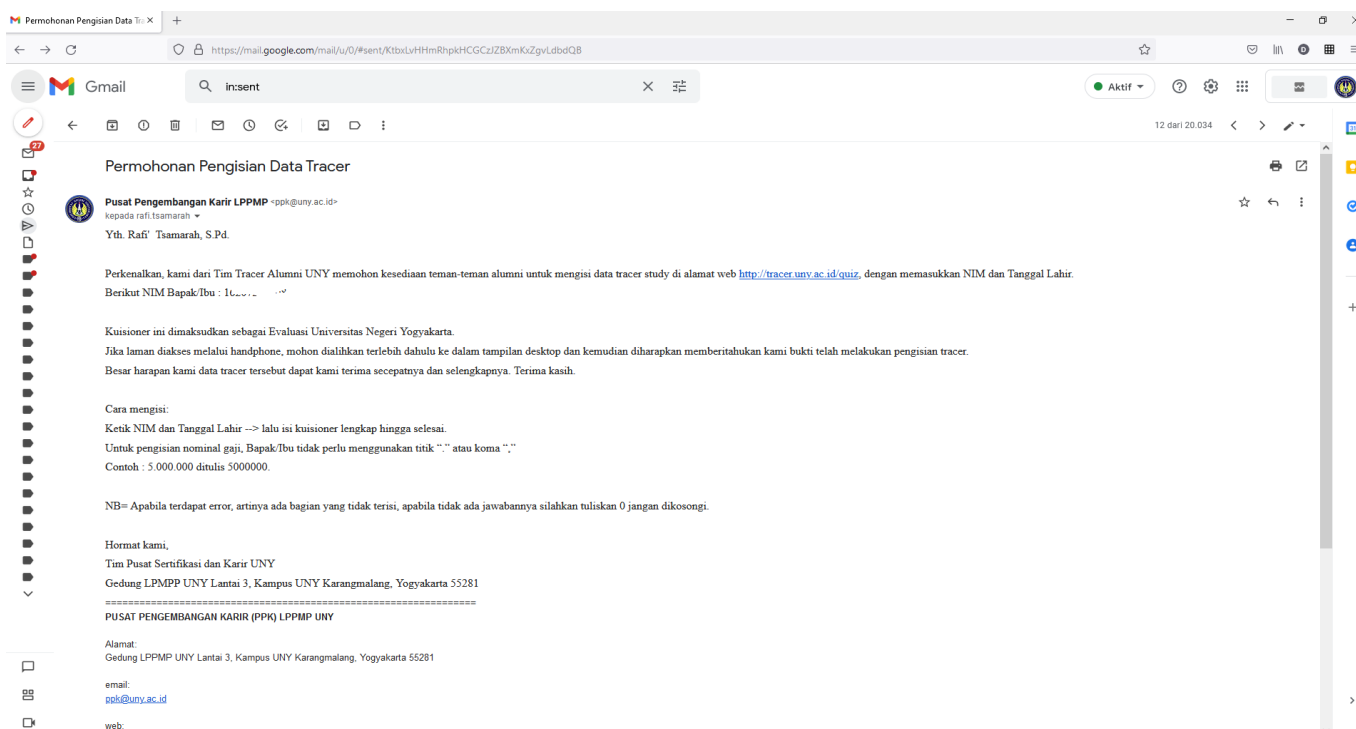 Permohonan Pengisian Data Tra
https://mail.google.com/mail/u/0/#sent/KtbxLvHHmRhpkHCGCzJZBXmKxZgvLdbdQB
Gmail
in:sent
Aktif
27
12 dari 20.034
31
Permohonan Pengisian Data Tracer
Pusat Pengembangan Karir LPPMP <ppk@uny.ac.id>
kepada rafi.tsamarah
Yth. Rafi' Tsamarah, S.Pd.
Perkenalkan, kami dari Tim Tracer Alumni UNY memohon kesediaan teman-teman alumni untuk mengisi data tracer study di alamat web http://tracer.uny.ac.id/quiz, dengan memasukkan NIM dan Tanggal Lahir.
Berikut NIM Bapak/Ibu :
Kuisioner ini dimaksudkan sebagai Evaluasi Universitas Negeri Yogyakarta.
Jika laman diakses melalui handphone, mohon dialihkan terlebih dahulu ke dalam tampilan desktop dan kemudian diharapkan memberitahukan kami bukti telah melakukan pengisian tracer.
Besar harapan kami data tracer tersebut dapat kami terima secepatnya dan selengkapnya. Terima kasih.
Cara mengisi:
Ketik NIM dan Tanggal Lahir --> lalu isi kuisioner lengkap hingga selesai.
Untuk pengisian nominal gaji, Bapak/Ibu tidak perlu menggunakan titik “.” atau koma “,”
Contoh : 5.000.000 ditulis 5000000.
NB= Apabila terdapat error, artinya ada bagian yang tidak terisi, apabila tidak ada jawabannya silahkan tuliskan 0 jangan dikosongi.
Hormat kami,
Tim Pusat Sertifikasi dan Karir UNY
Gedung LPMPP UNY Lantai 3, Kampus UNY Karangmalang, Yogyakarta 55281
=================================================================
PUSAT PENGEMBANGAN KARIR (PPK) LPPMP UNY
Alamat:
Gedung LPPMP UNY Lantai 3, Kampus UNY Karangmalang, Yogyakarta 55281
email:
ppk@uny.ac.id
web: